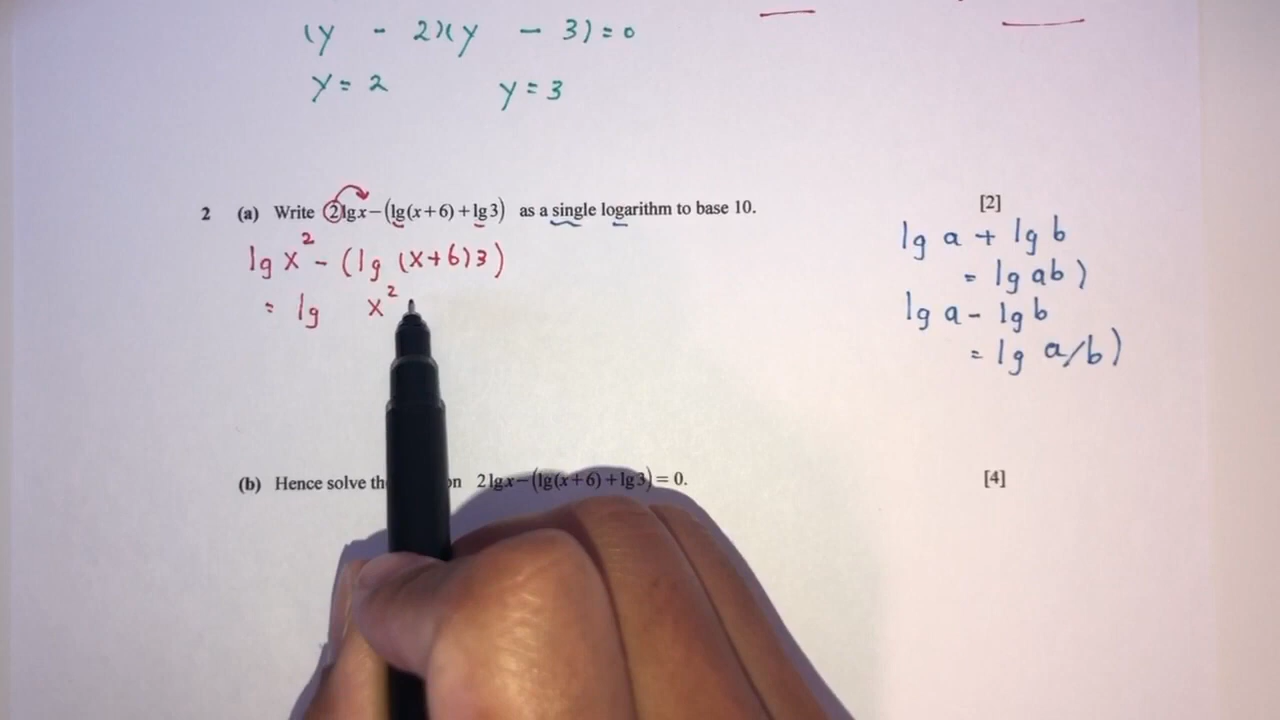 (y - 2)(y - 3) = 0
y = 2 y = 3
2 (a) Write 2lgx−(lg(x+6)+lg3) as a single logarithm to base 10. [2]
lg x² - (lg (x+6)3)
= lg x²
lg a + lg b
= lg ab)
lg a - lg b
= lg a/b)
(b) Hence solve th on 2lgx−(lg(x+6)+lg3)=0. [4]